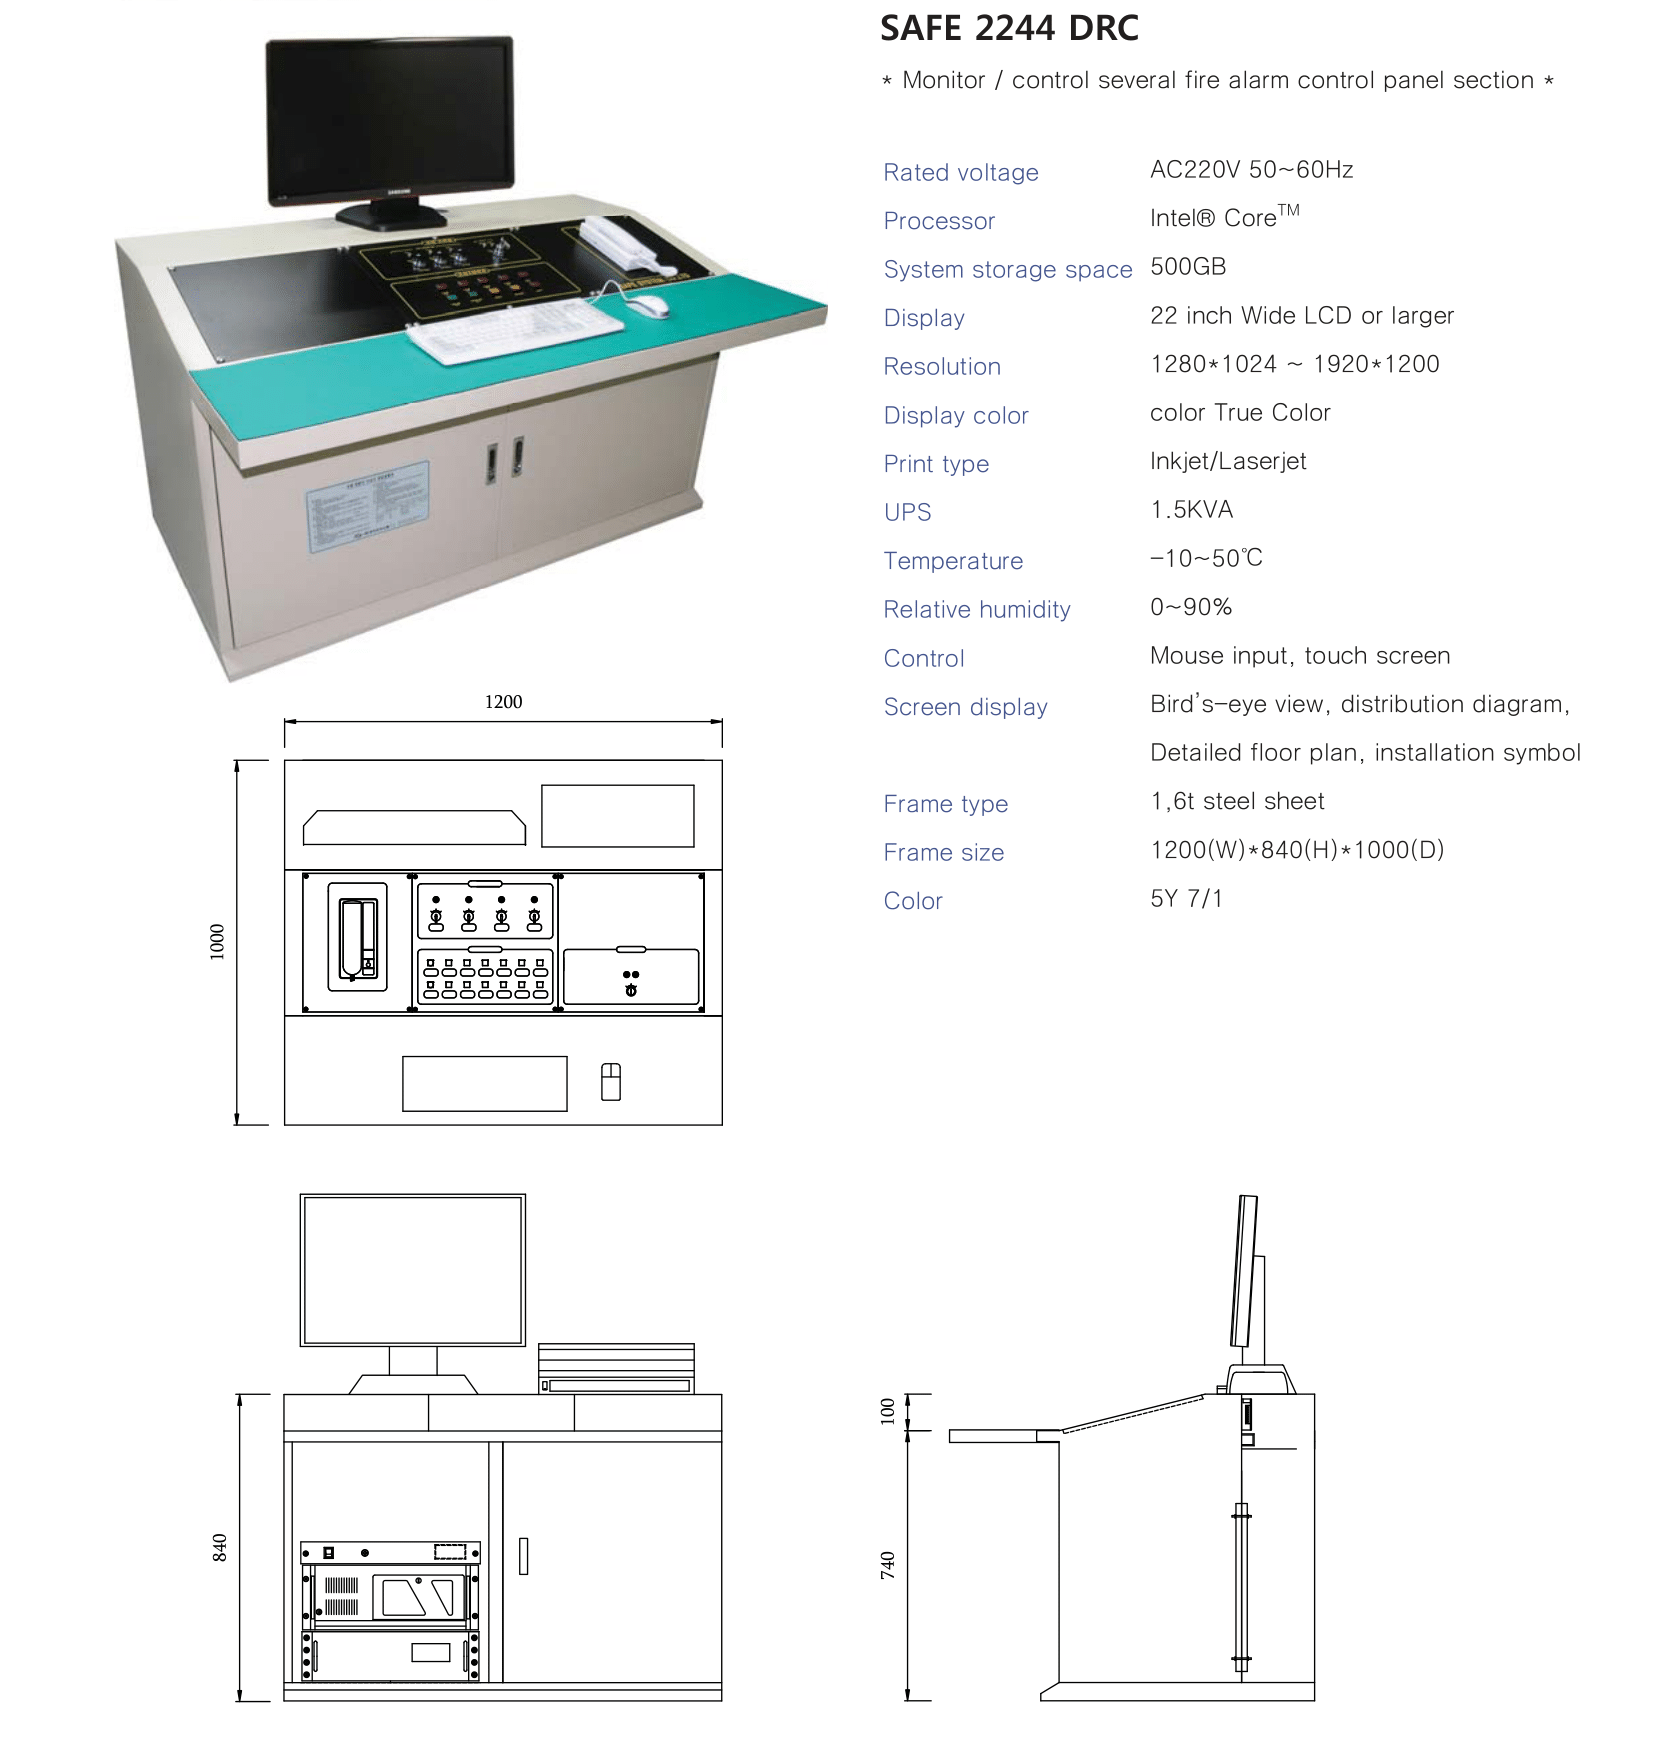 SAFE 2244 DRC
* Monitor / control several fire alarm control panel section *
Rated voltage AC220V 50~60Hz
Processor Intel® Core™
System storage space 500GB
Display 22 inch Wide LCD or larger
Resolution 1280*1024 ~ 1920*1200
Display color color True Color
Print type Inkjet/Laserjet
UPS 1.5KVA
Temperature -10~50℃
Relative humidity 0~90%
Control Mouse input, touch screen
Screen display Bird's-eye view, distribution diagram,
Detailed floor plan, installation symbol
Frame type 1,6t steel sheet
Frame size 1200(W)*840(H)*1000(D)
Color 5Y 7/1
SAMSUNG
1200
1000
840
100
740